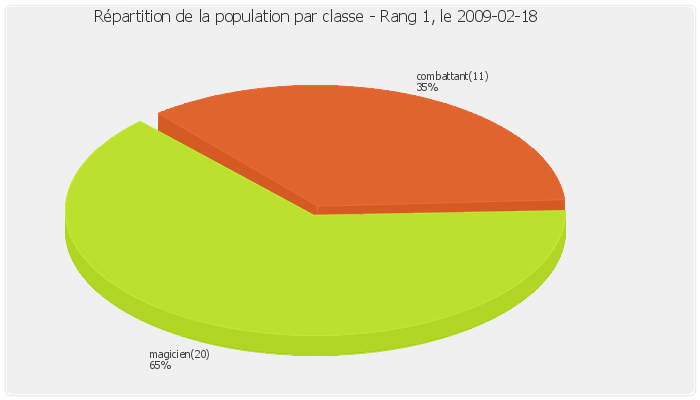 Répartition de la population par classe - Rang 1, le 2009-02-18
combattant(11)
35%
magicien(20)
65%